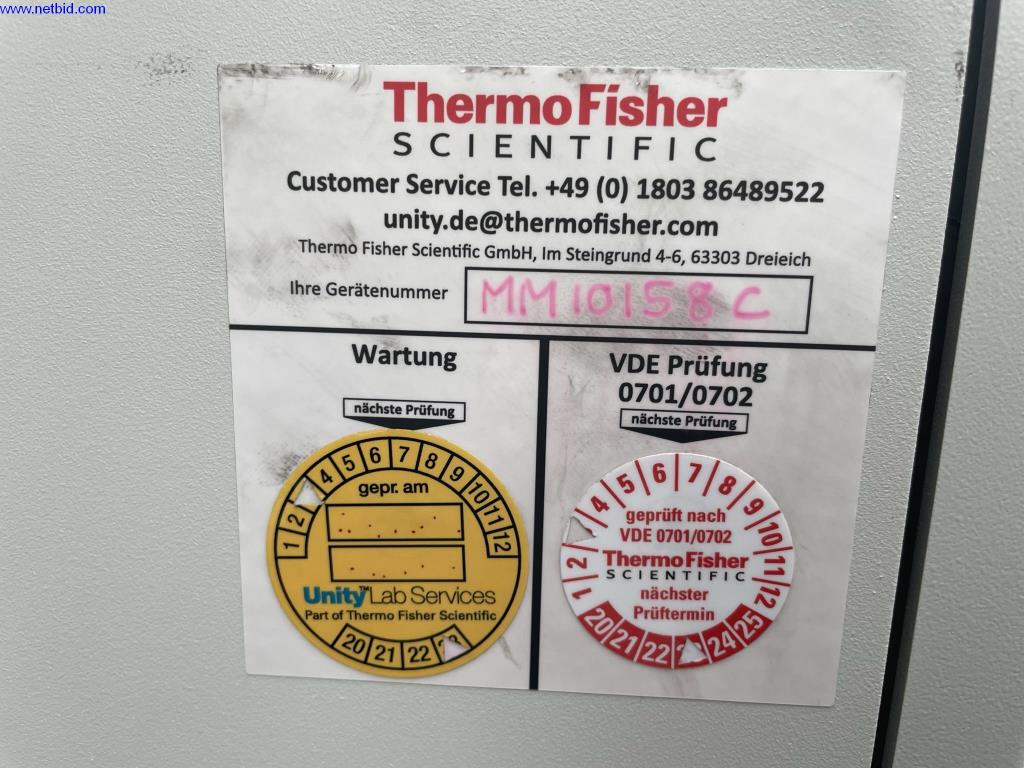 www.netbid.com
ThermoFisher
SCIENTIFIC
Customer Service Tel. +49 (0) 1803 86489522
unity.de@thermofisher.com
Thermo Fisher Scientific GmbH, Im Steingrund 4-6, 63303 Dreieich
Ihre Gerätenummer MM10158C
Wartung
nächste Prüfung
1 2 4 5 6 7 8 9 10 11 12
gepr. am
Unity™ Lab Services
Part of Thermo Fisher Scientific
20 21 22
VDE Prüfung
0701/0702
nächste Prüfung
1 2 4 5 6 7 8 9 10 11 12
geprüft nach
VDE 0701/0702
ThermoFisher
SCIENTIFIC
nächster
Prüftermin
20 21 22 24 25